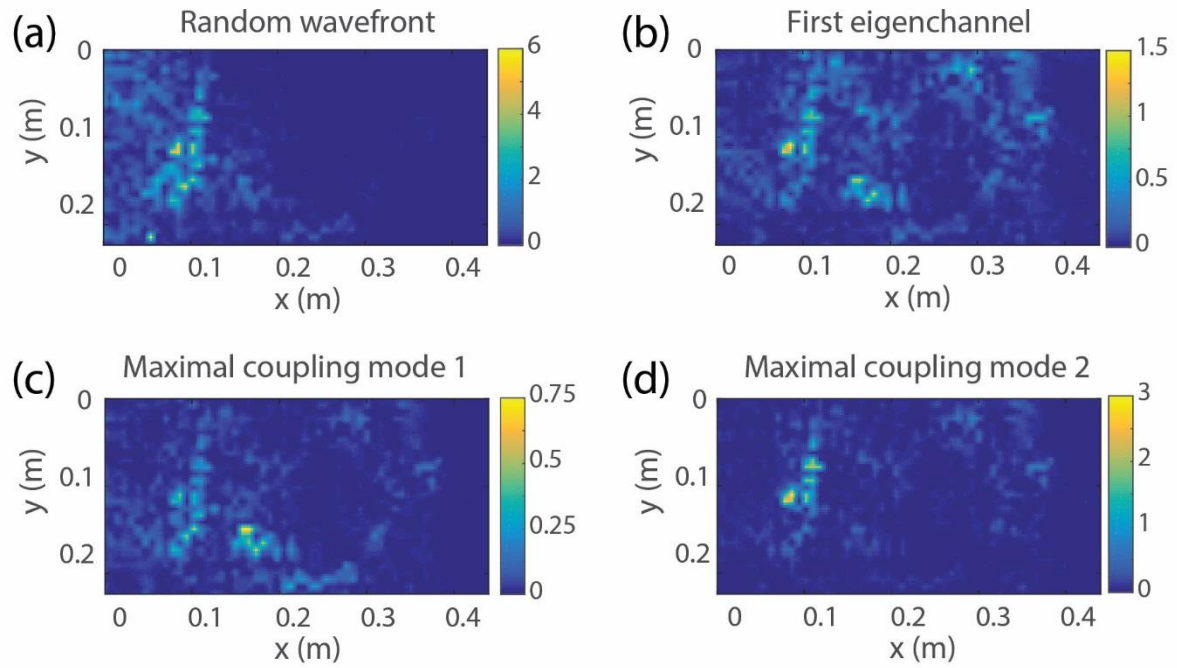 (a) Random wavefront
0
0.1
0.2
y (m)
0 0.1 0.2 0.3 0.4
x (m)
6
4
2
0
(b) First eigenchannel
0
0.1
0.2
y (m)
0 0.1 0.2 0.3 0.4
x (m)
1.5
1
0.5
0
(c) Maximal coupling mode 1
0
0.1
0.2
y (m)
0 0.1 0.2 0.3 0.4
x (m)
0.75
0.5
0.25
0
(d) Maximal coupling mode 2
0
0.1
0.2
y (m)
0 0.1 0.2 0.3 0.4
x (m)
3
2
1
0